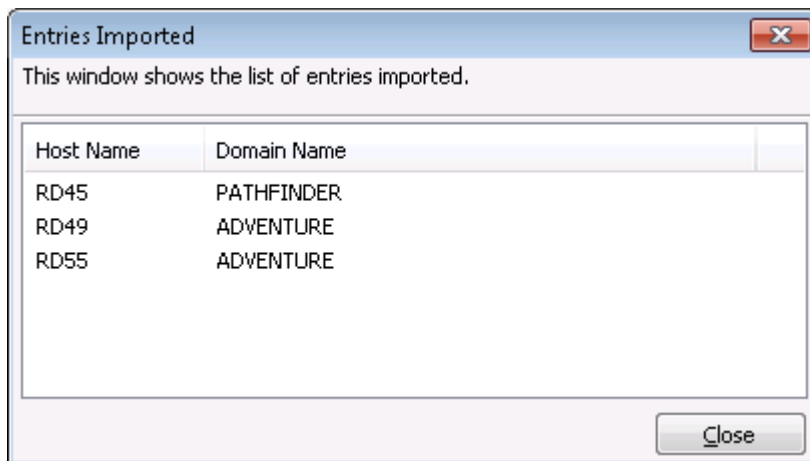 Entries Imported
This window shows the list of entries imported.
Host Name Domain Name
RD45 PATHFINDER
RD49 ADVENTURE
RD55 ADVENTURE
Close